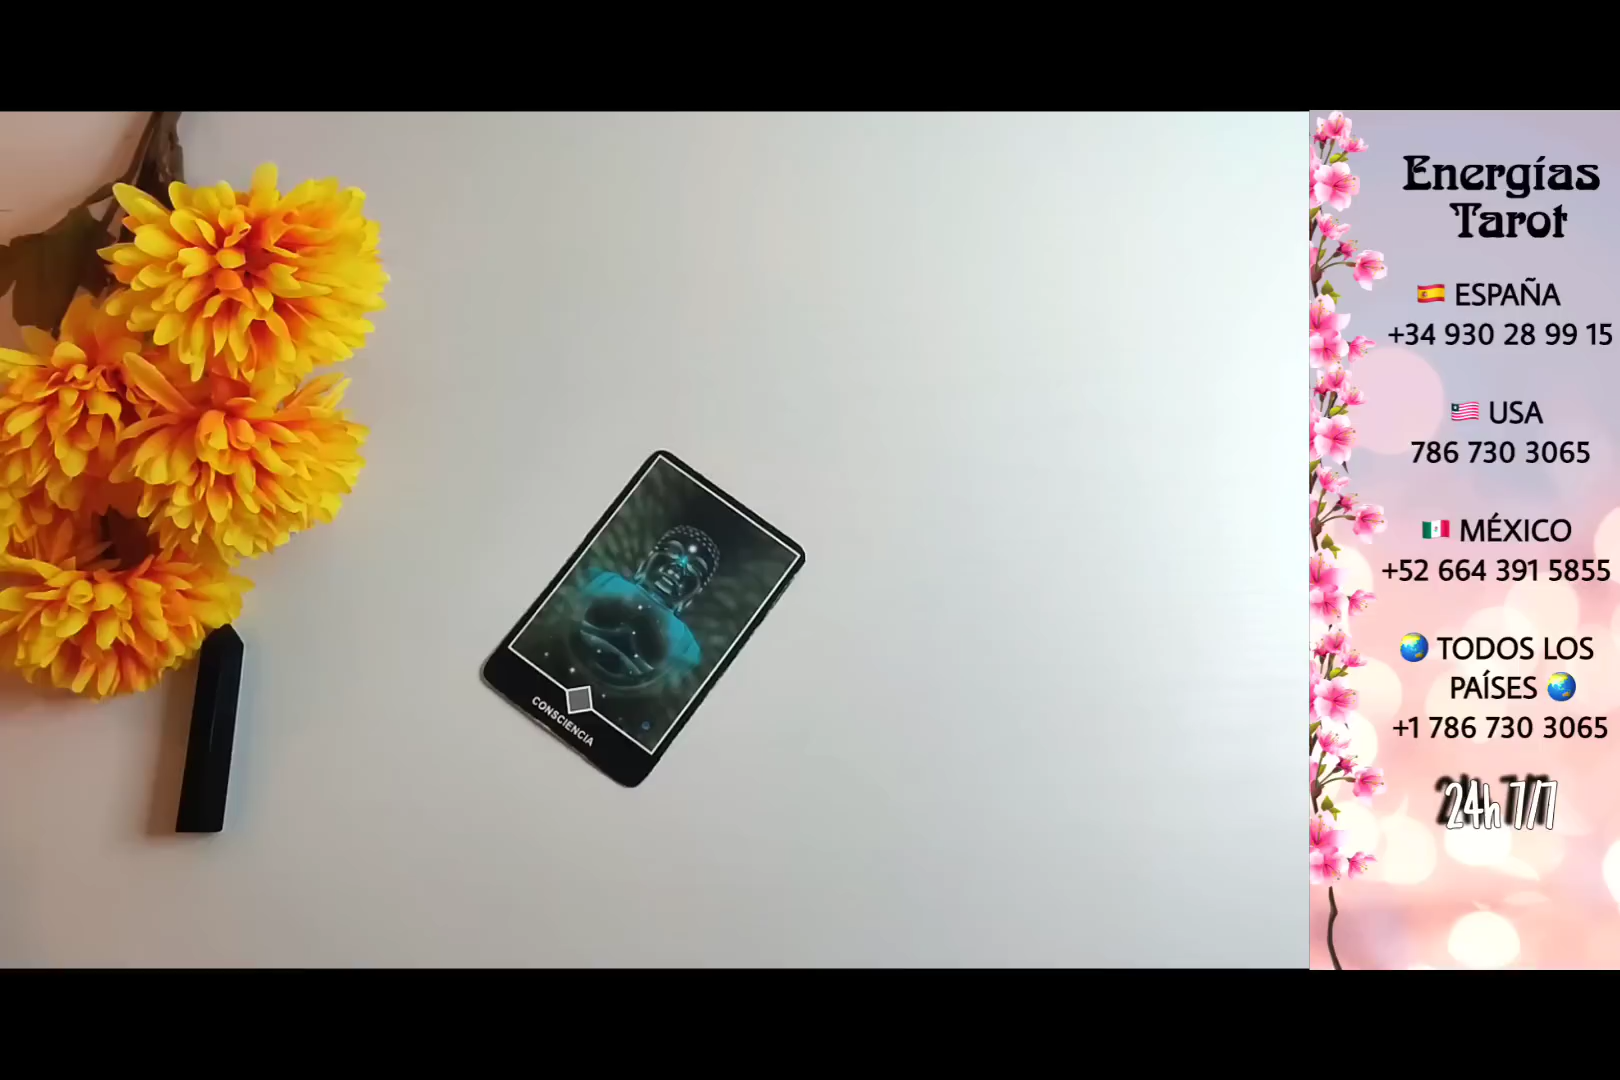 Energías
Tarot
ESPAÑA
+34 930 28 99 15
USA
786 730 3065
MÉXICO
+52 664 391 5855
TODOS LOS
PAÍSES
+1 786 730 3065
24h 7/7
CONSCIENCIA